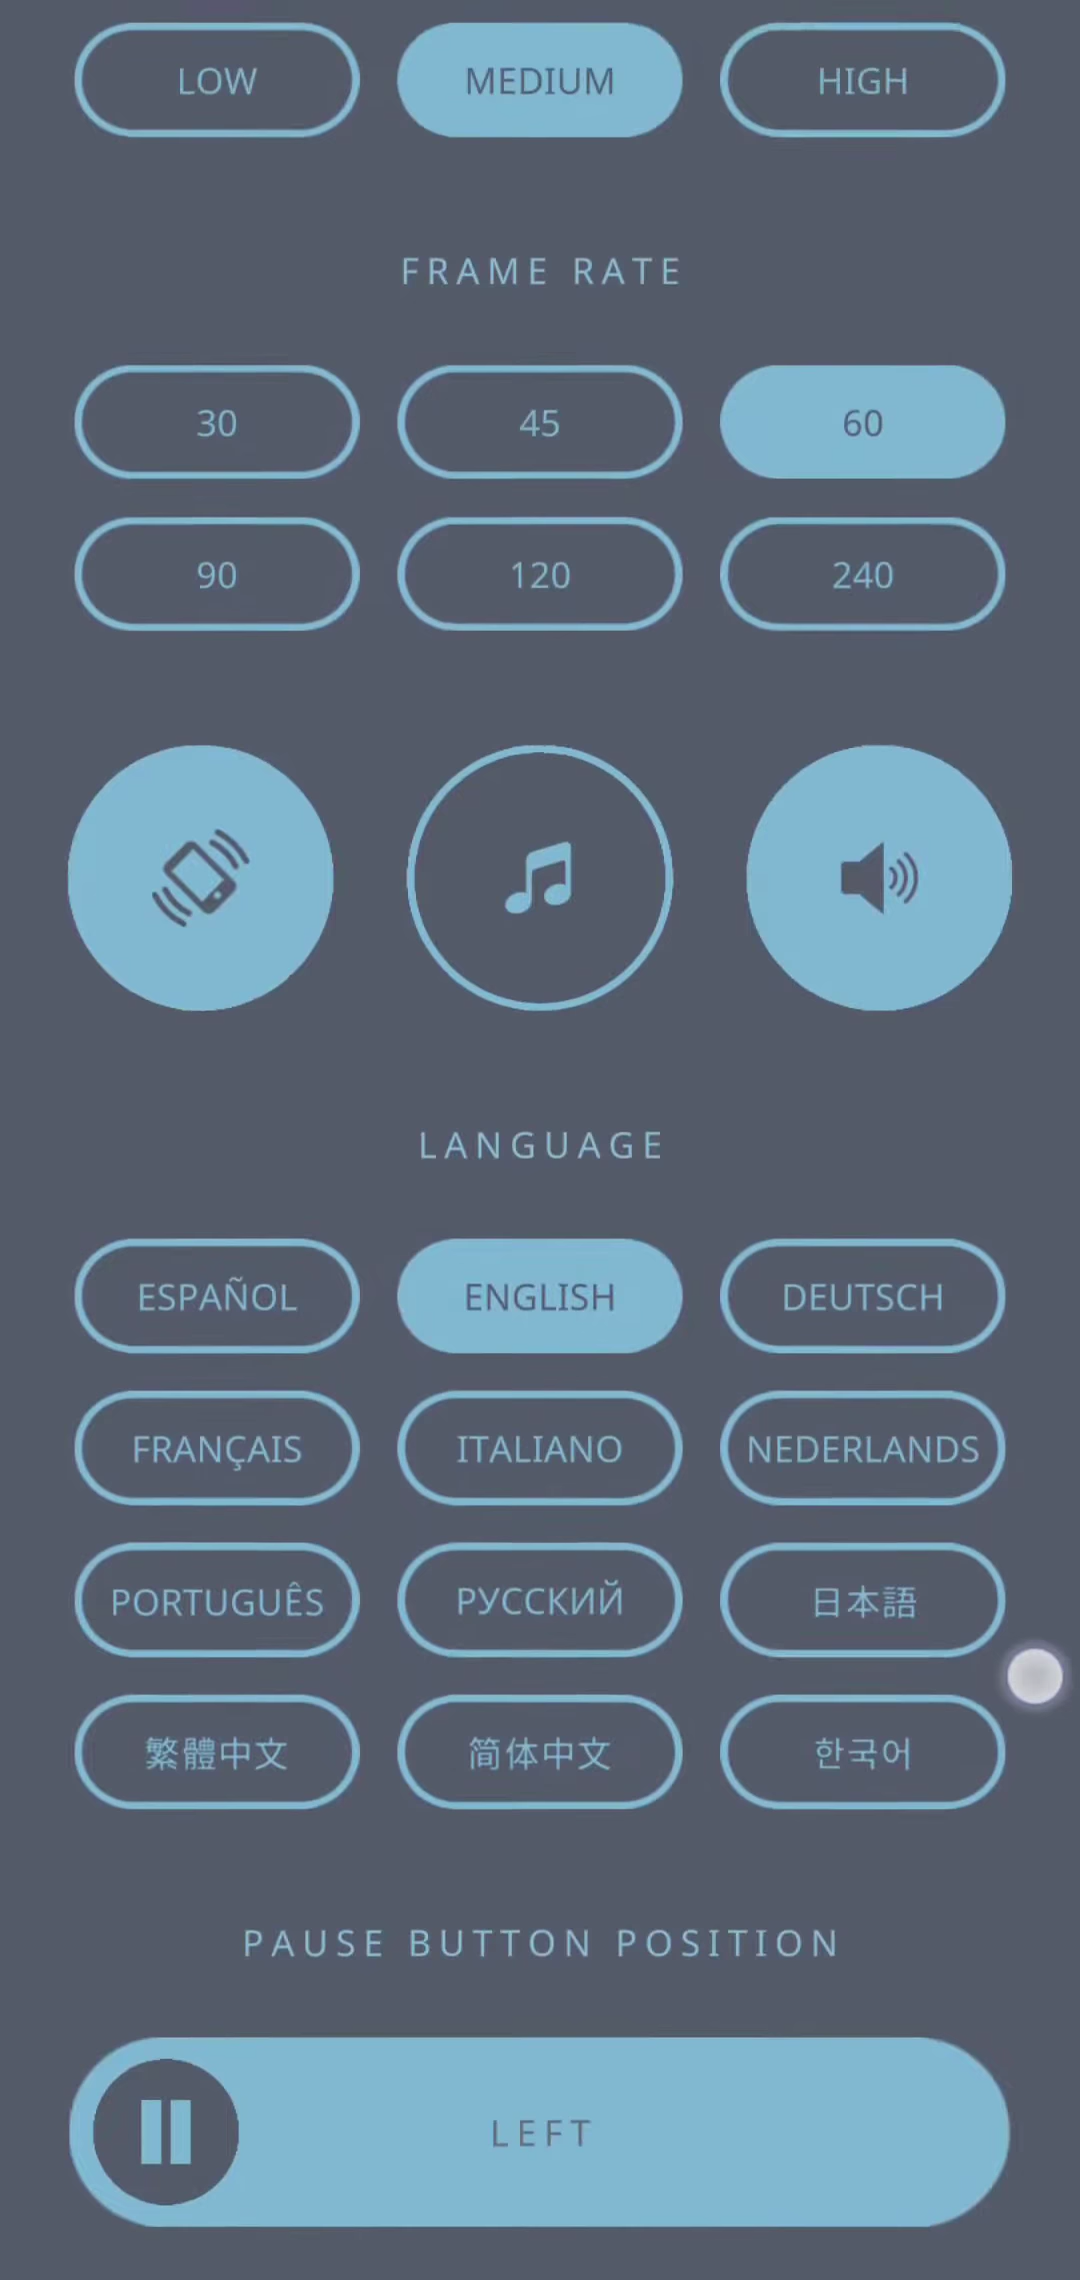 LOW MEDIUM HIGH
FRAME RATE
30 45 60
90 120 240
LANGUAGE
ESPAÑOL ENGLISH DEUTSCH
FRANÇAIS ITALIANO NEDERLANDS
PORTUGUÊS РУССКИЙ 日本語
繁體中文 简体中文 한국어
PAUSE BUTTON POSITION
LEFT